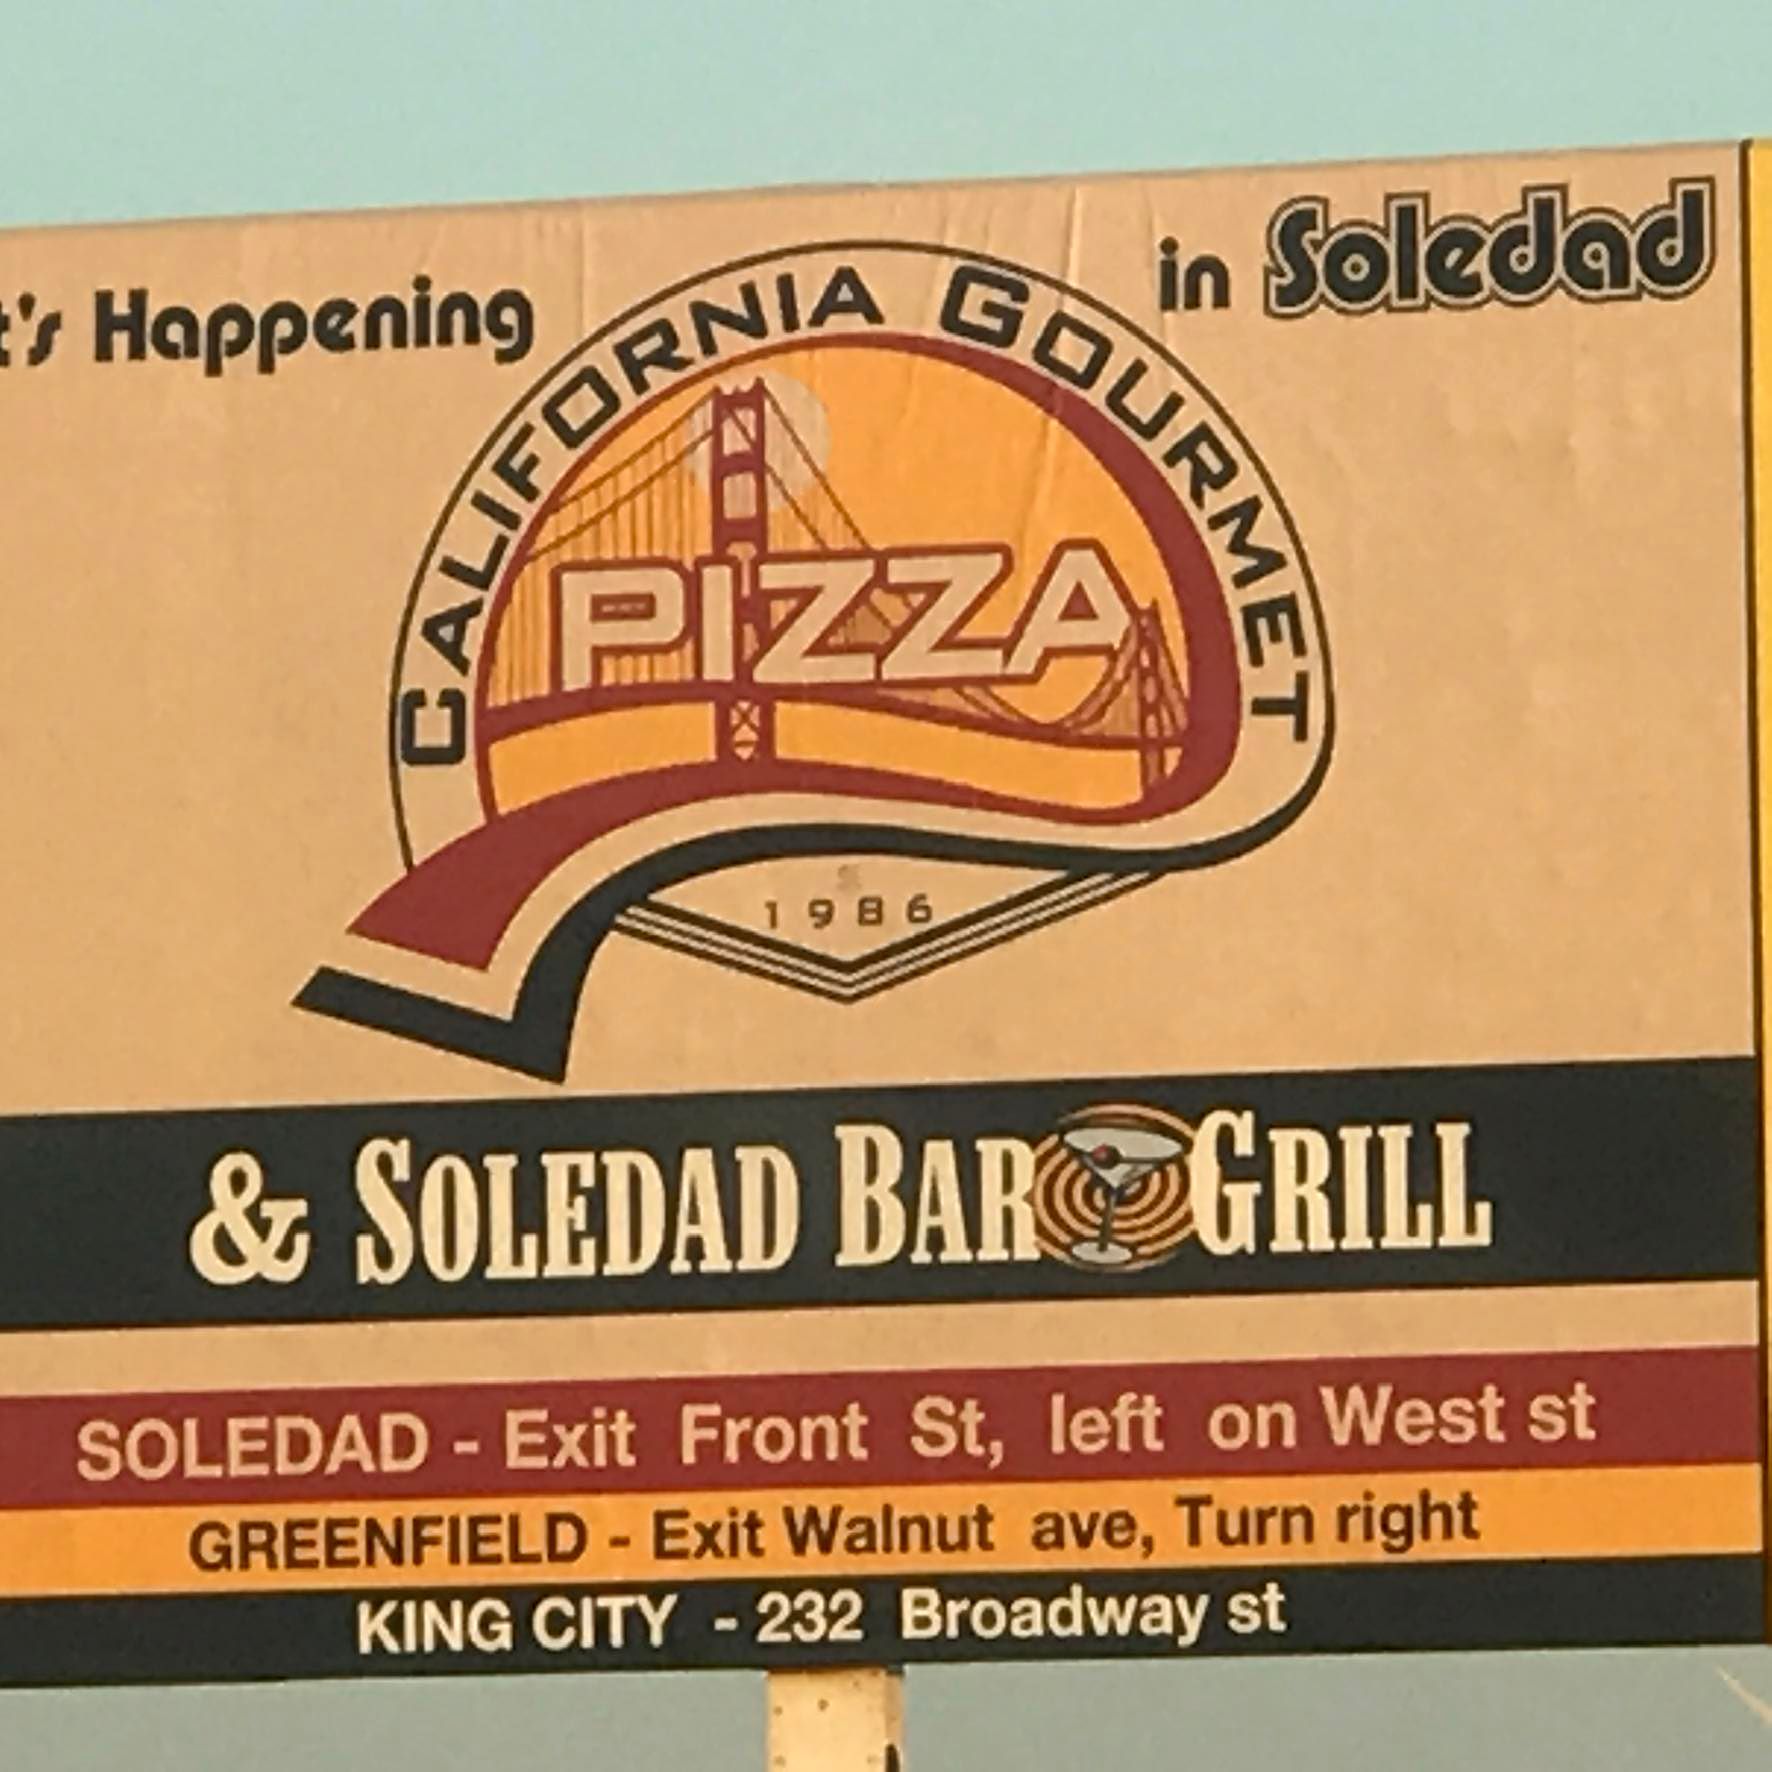 t's Happening
in Soledad
CALIFORNIA GOURMET
PIZZA
1986
& SOLEDAD BAR GRILL
SOLEDAD - Exit Front St, left on West st
GREENFIELD - Exit Walnut ave, Turn right
KING CITY - 232 Broadway st